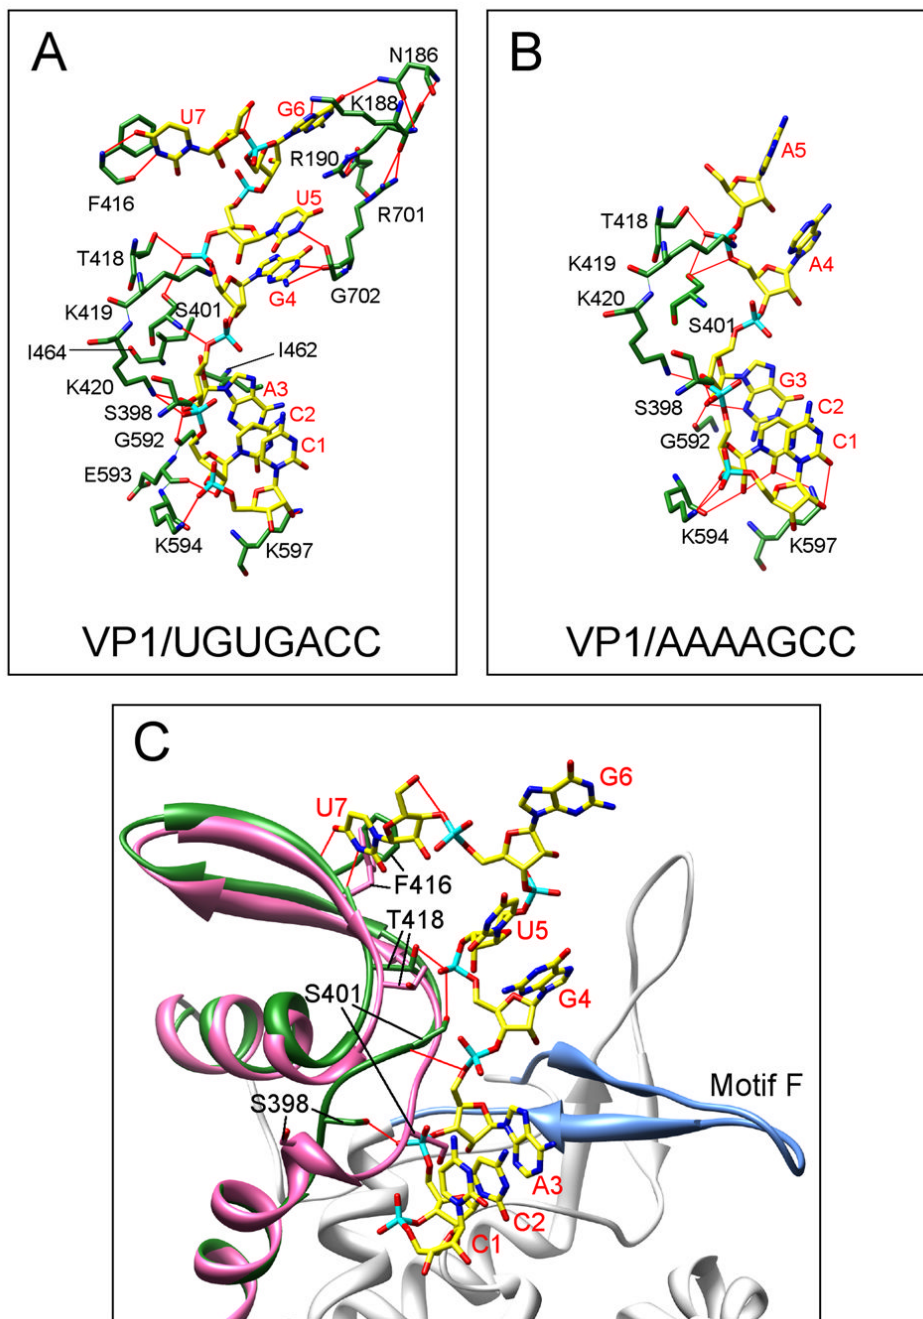 A
N186
U7
G6
K188
R190
F416
R701
U5
T418
G702
G4
K419
S401
I464
I462
K420
A3
S398
C2
G592
C1
E593
K594
K597
VP1/UGUGACC
B
A5
T418
K419
A4
K420
S401
G3
S398
C2
G592
C1
K594
K597
VP1/AAAAGCC
C
G6
U7
F416
T418
U5
S401
G4
Motif F
S398
A3
C2
C1